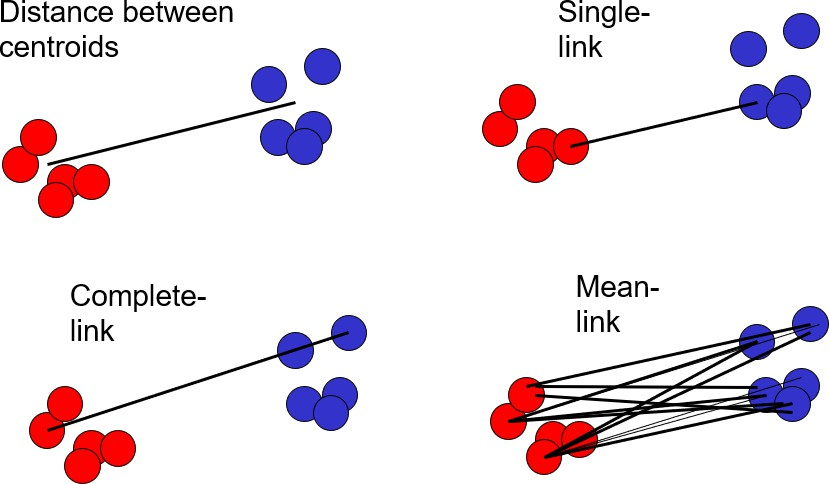 Distance between
centroids
Single-
link
Complete-
link
Mean-
link